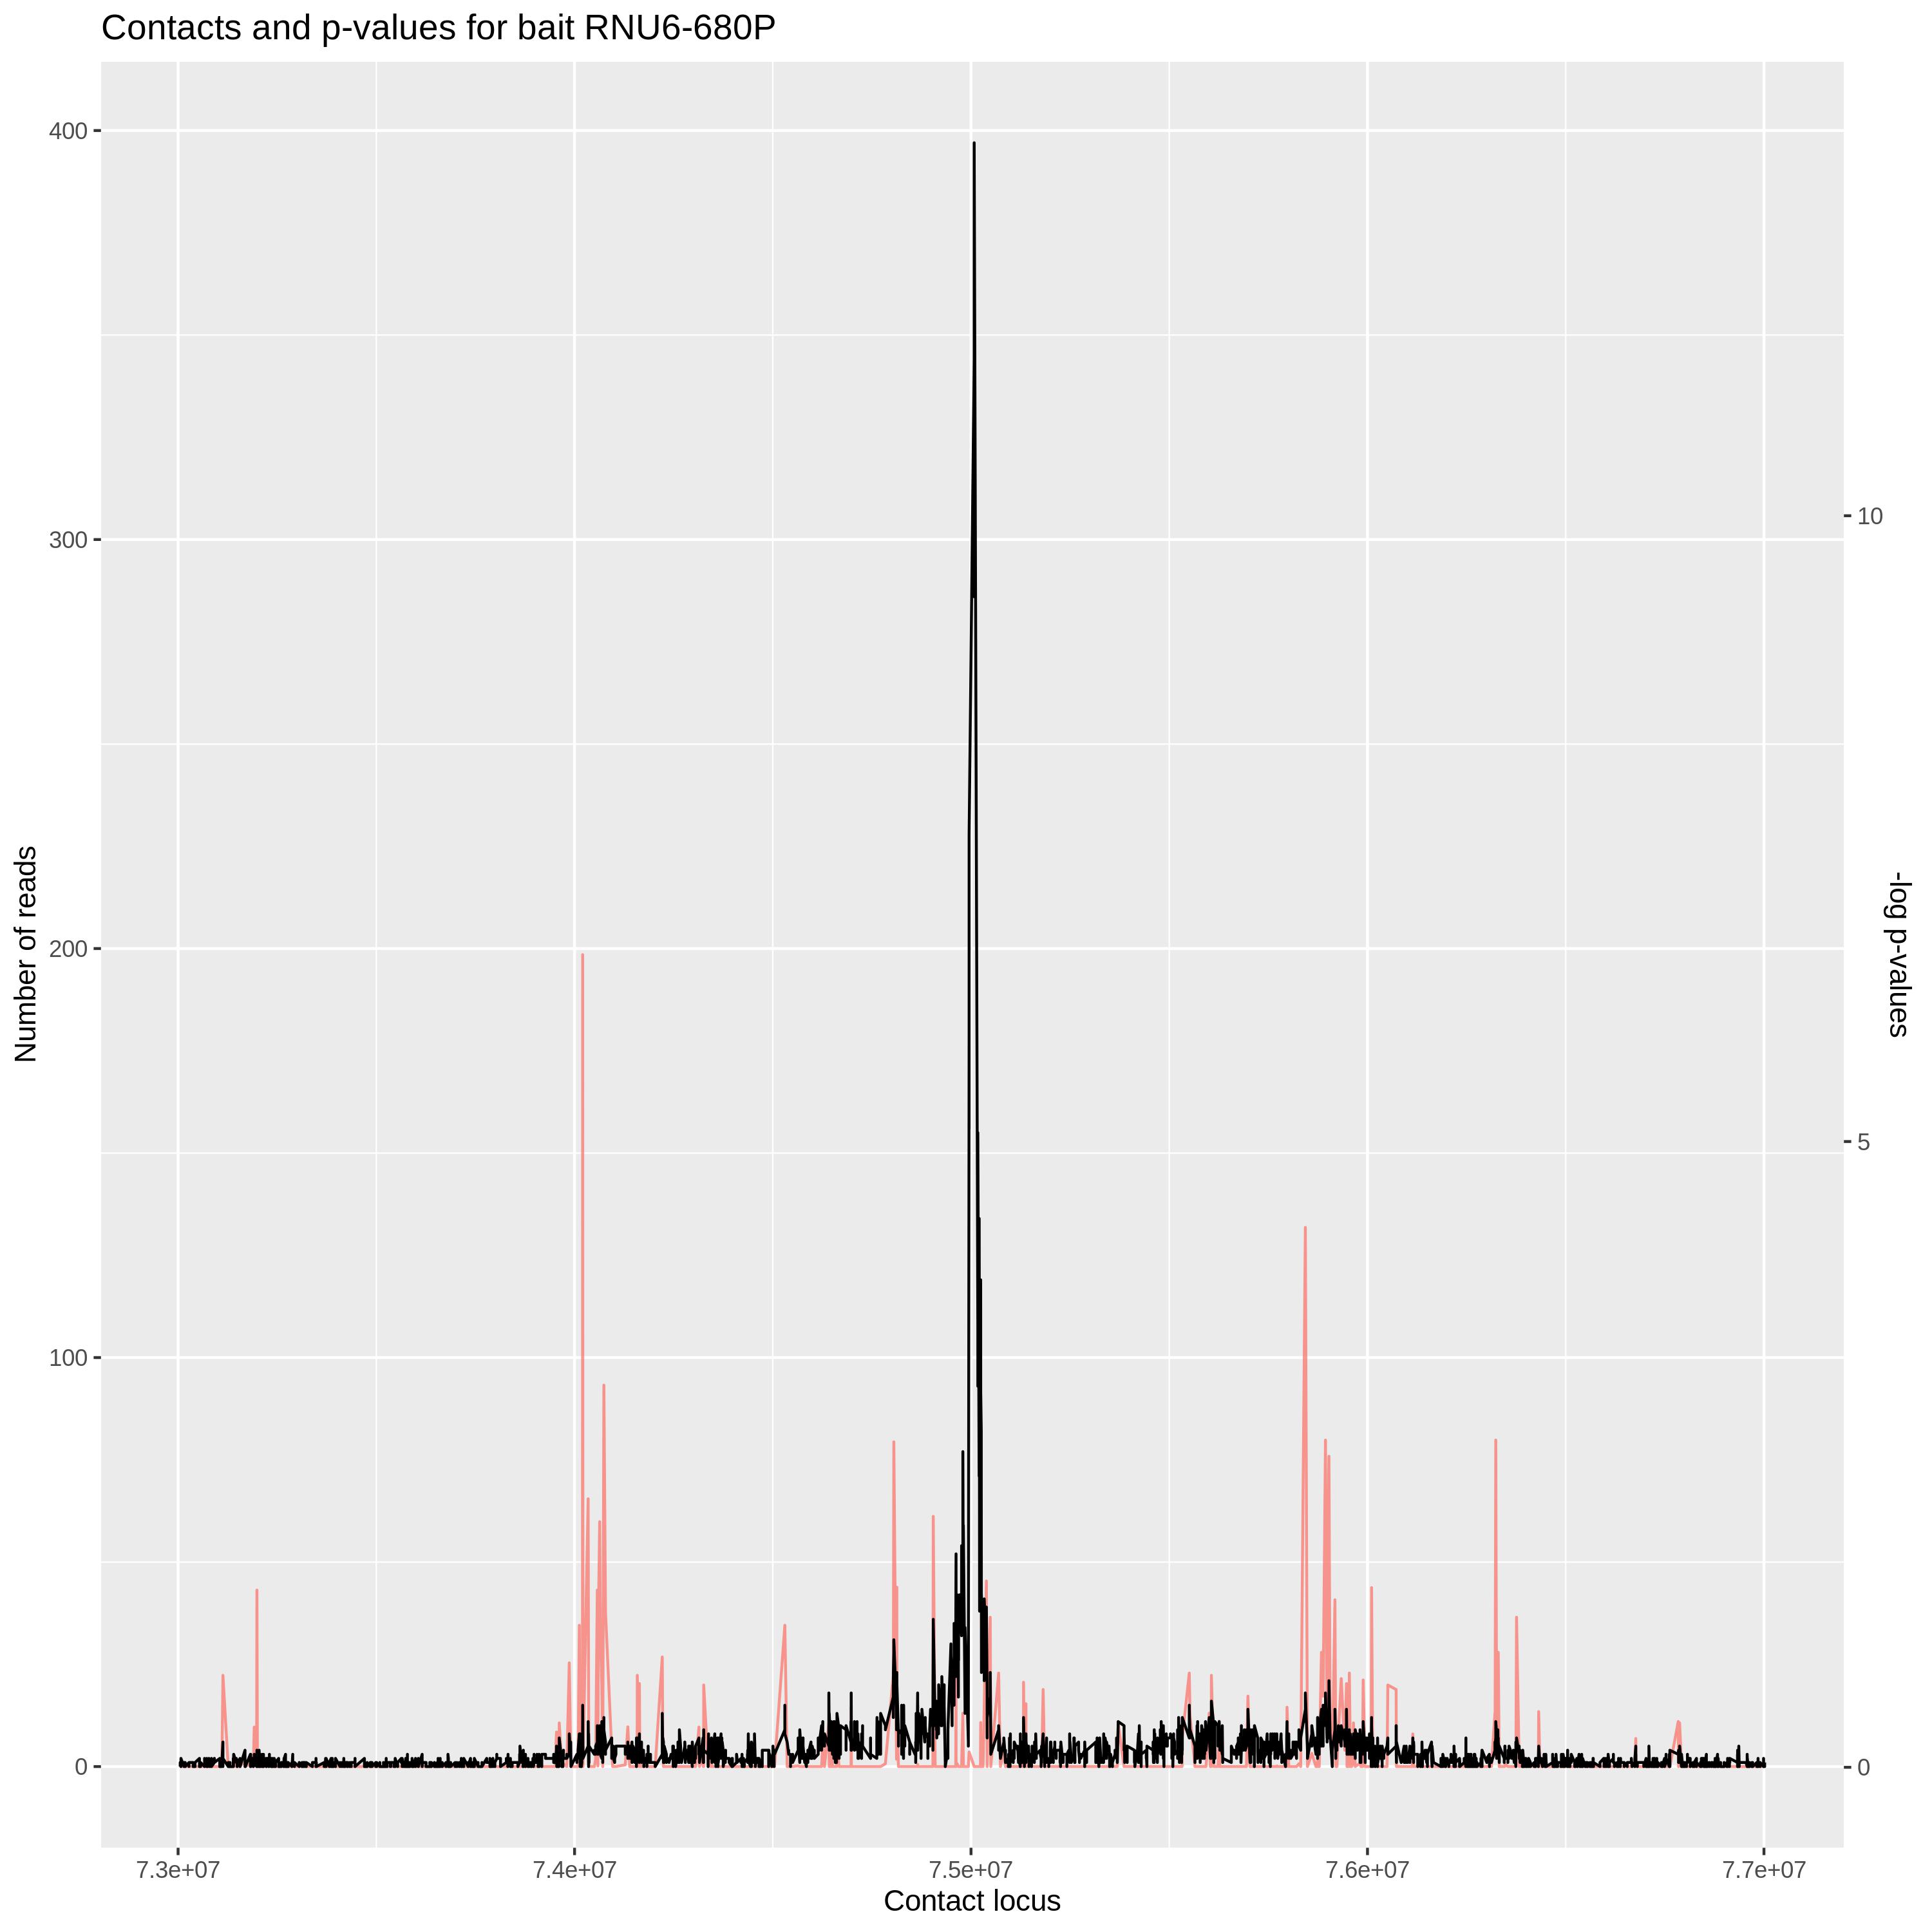 Contacts and p-values for bait RNU6-680P
400
300
200
100
0
Number of reads
10
5
0
-log p-values
7.3e+07
7.4e+07
7.5e+07
7.6e+07
7.7e+07
Contact locus